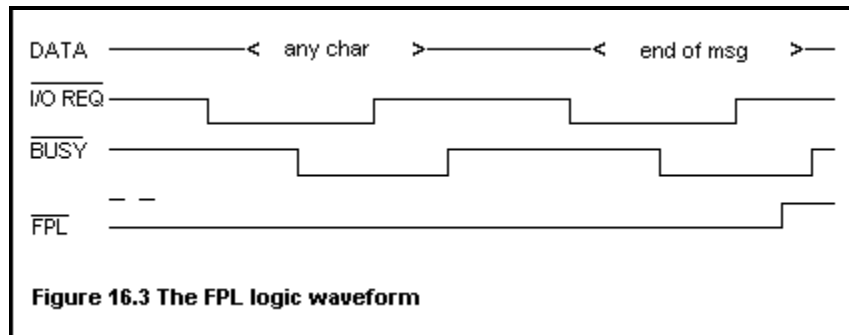 DATA < any char > < end of msg >
I/O REQ
BUSY
FPL
Figure 16.3 The FPL logic waveform